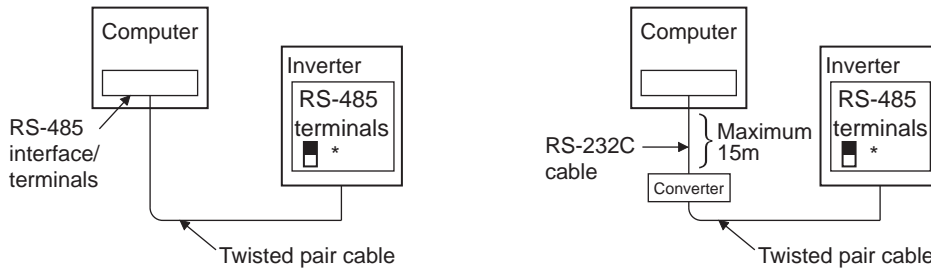 Computer
Inverter
RS-485
terminals
*
RS-485
interface/
terminals
Twisted pair cable
Computer
Inverter
RS-485
terminals
*
RS-232C
cable
Maximum
15m
Converter
Twisted pair cable